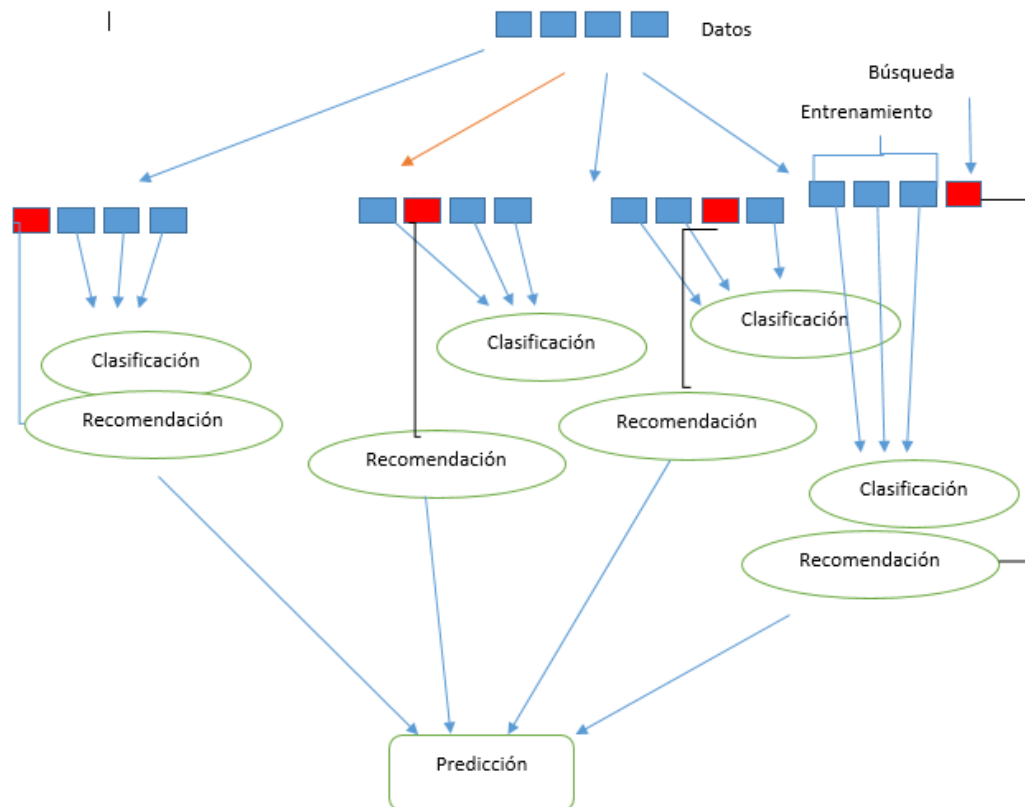 Datos
Búsqueda
Entrenamiento
Clasificación
Recomendación
Clasificación
Recomendación
Clasificación
Recomendación
Clasificación
Recomendación
Predicción